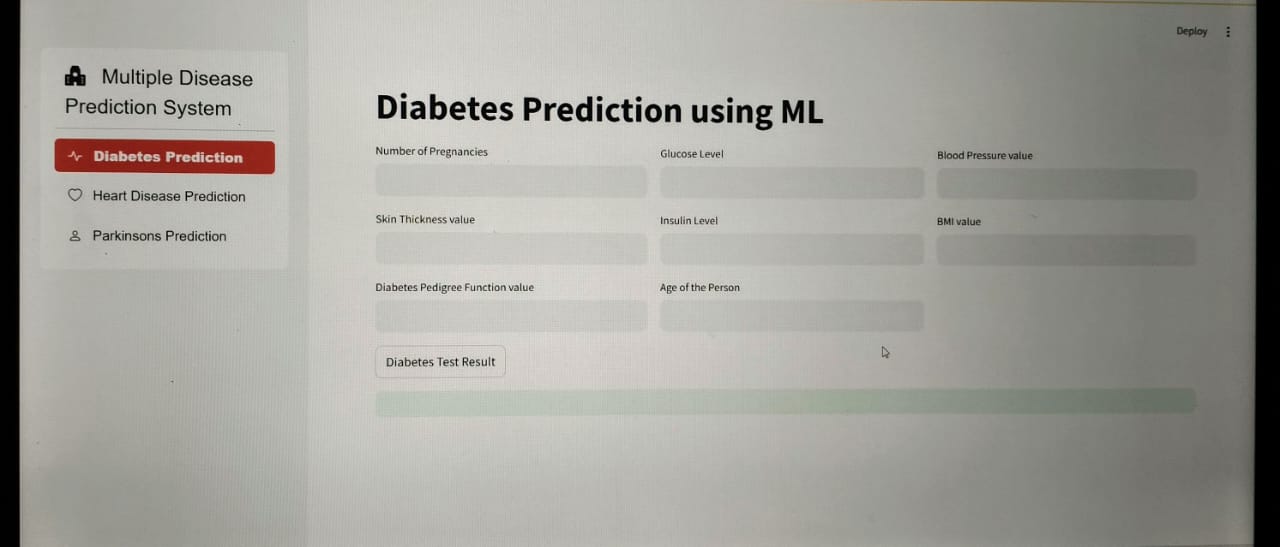 Deploy
Multiple Disease
Prediction System
Diabetes Prediction
Heart Disease Prediction
Parkinsons Prediction
Diabetes Prediction using ML
Number of Pregnancies
Glucose Level
Blood Pressure value
Skin Thickness value
Insulin Level
BMI value
Diabetes Pedigree Function value
Age of the Person
Diabetes Test Result